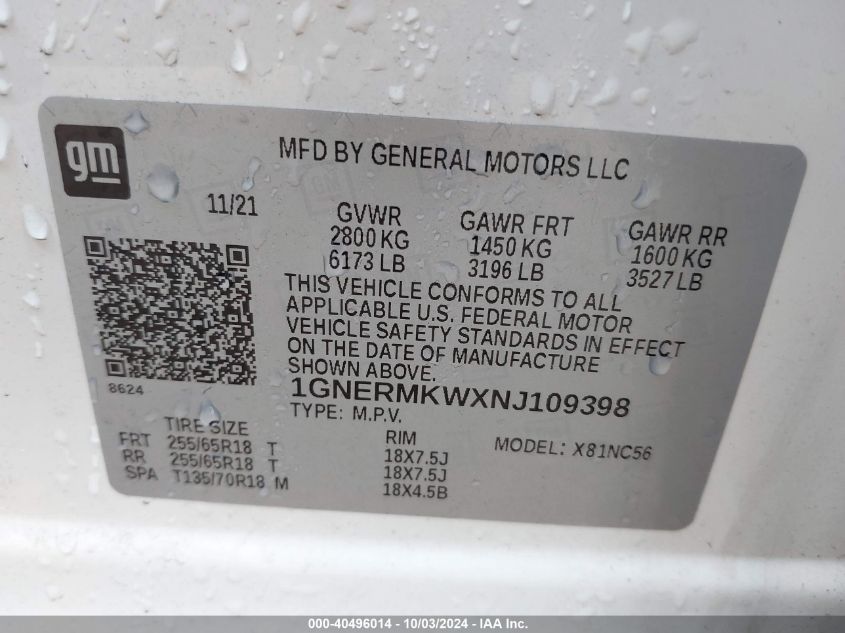 gm
MFD BY GENERAL MOTORS LLC
11/21
GVWR
2800 KG
6173 LB
GAWR FRT
1450 KG
3196 LB
GAWR RR
1600 KG
3527 LB
THIS VEHICLE CONFORMS TO ALL
APPLICABLE U.S. FEDERAL MOTOR
VEHICLE SAFETY STANDARDS IN EFFECT
ON THE DATE OF MANUFACTURE
SHOWN ABOVE.
8624
1GNERMKWXNJ109398
TYPE: M.P.V.
MODEL: X81NC56
TIRE SIZE
FRT 255/65R18 T
RR 255/65R18 T
SPA T135/70R18 M
RIM
18X7.5J
18X7.5J
18X4.5B
000-40496014 - 10/03/2024 - IAA Inc.